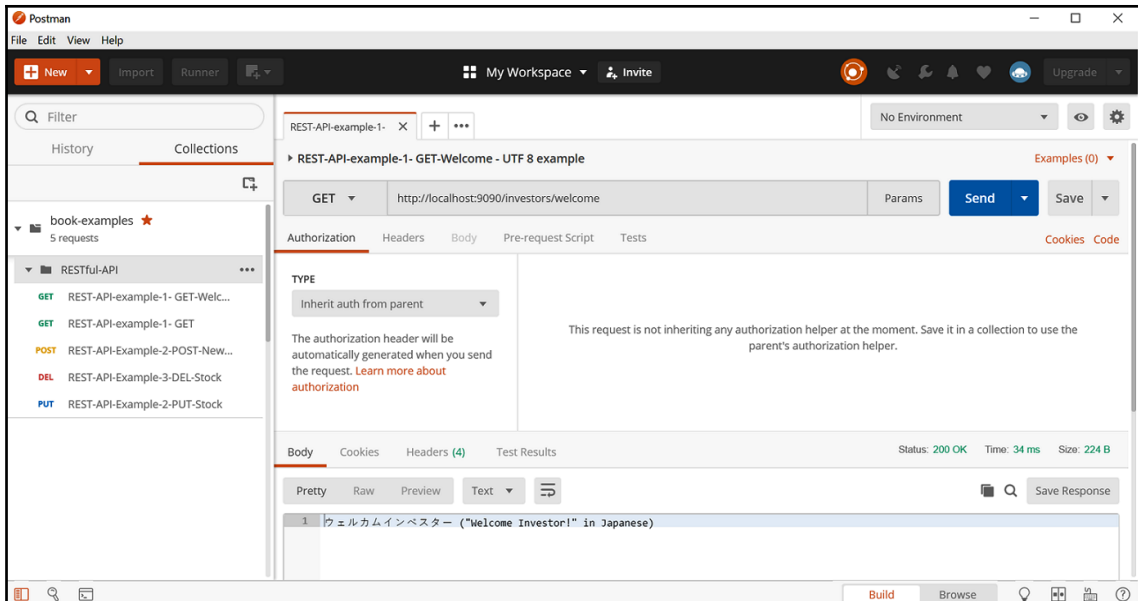 Postman
File Edit View Help
New Import Runner My Workspace Invite Upgrade
Filter
History Collections
book-examples
5 requests
RESTful-API
GET REST-API-example-1- GET-Welc...
GET REST-API-example-1- GET
POST REST-API-Example-2-POST-New...
DEL REST-API-Example-3-DEL-Stock
PUT REST-API-Example-2-PUT-Stock
REST-API-example-1- No Environment
REST-API-example-1- GET-Welcome - UTF 8 example Examples (0)
GET http://localhost:9090/investors/welcome Params Send Save
Authorization Headers Body Pre-request Script Tests Cookies Code
TYPE
Inherit auth from parent
The authorization header will be
automatically generated when you send
the request. Learn more about
authorization
This request is not inheriting any authorization helper at the moment. Save it in a collection to use the
parent's authorization helper.
Body Cookies Headers (4) Test Results Status: 200 OK Time: 34 ms Size: 224 B
Pretty Raw Preview Text Save Response
1 ウェルカムインベスター ("Welcome Investor!" in Japanese)
Build Browse